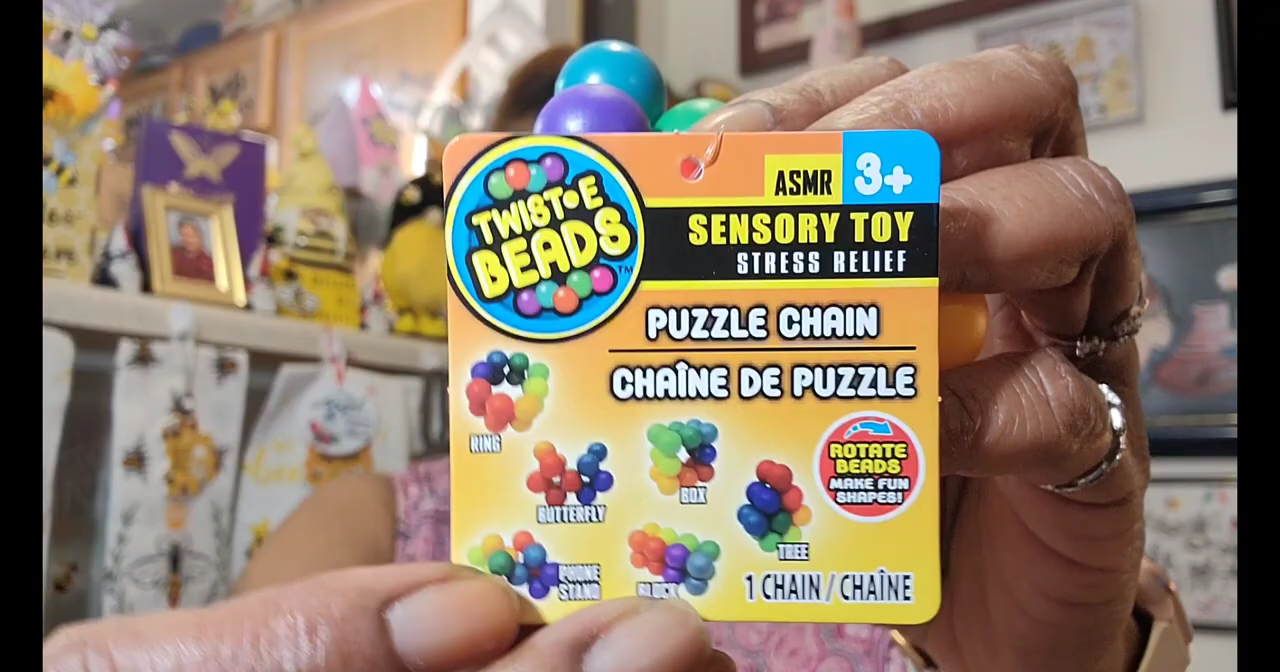 TWIST•E
BEADS
TM
ASMR
3+
SENSORY TOY
STRESS RELIEF
PUZZLE CHAIN
CHAÎNE DE PUZZLE
RING
BUTTERFLY
BOX
TREE
ROTATE
BEADS
MAKE FUN
SHAPES!
PHONE
STAND
BLOCK
1 CHAIN / CHAÎNE